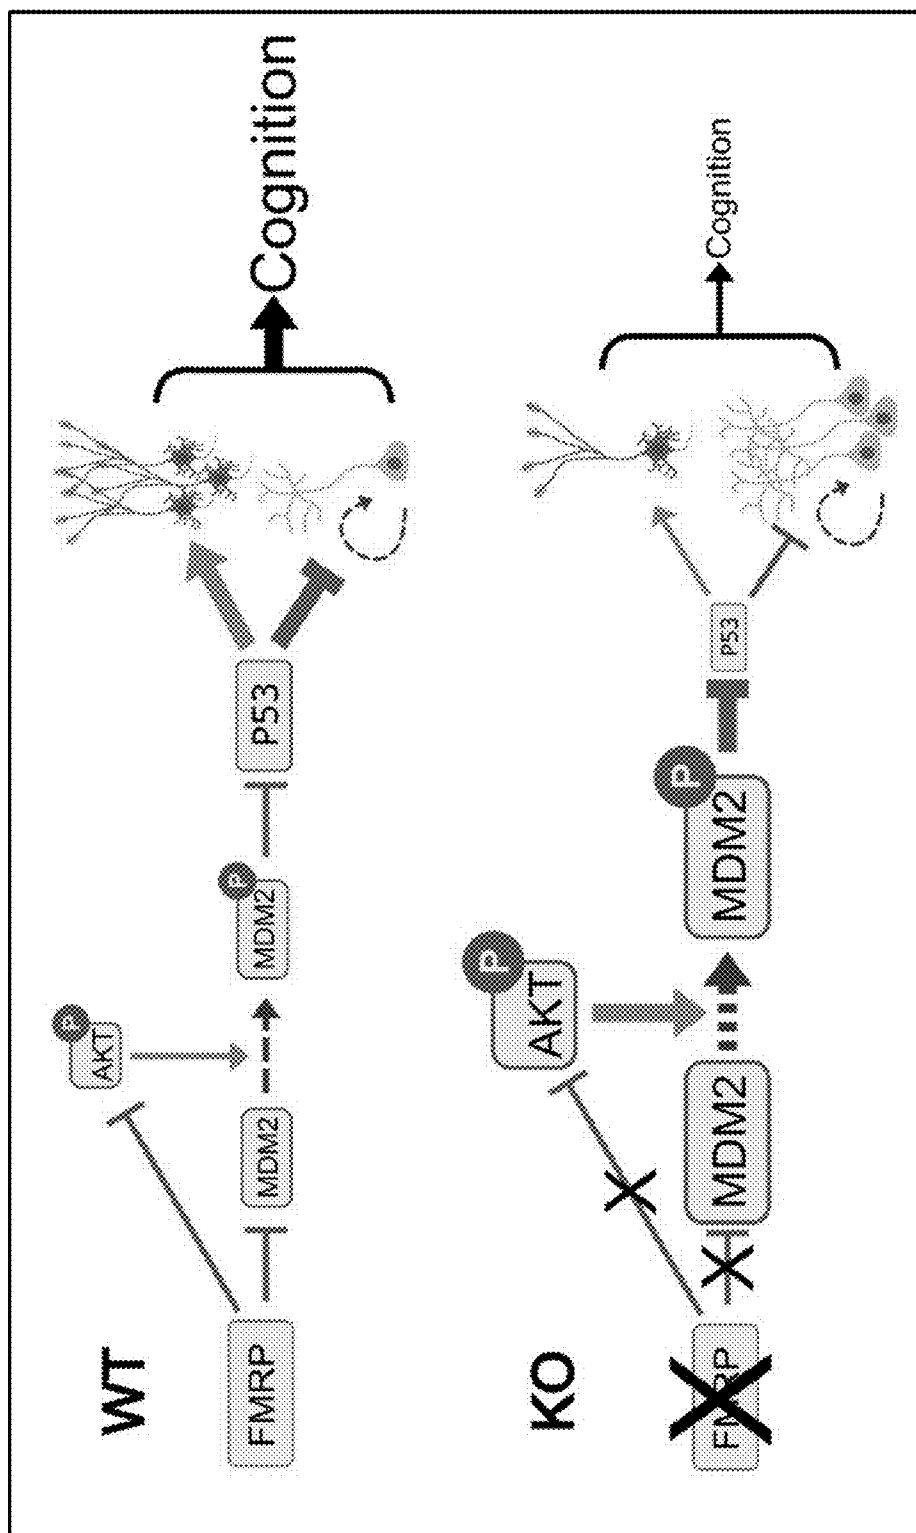 WT
FMRP
MDM2
AKT
P
MDM2
P
P53
Cognition
KO
FMRP
MDM2
AKT
P
MDM2
P
P53
Cognition